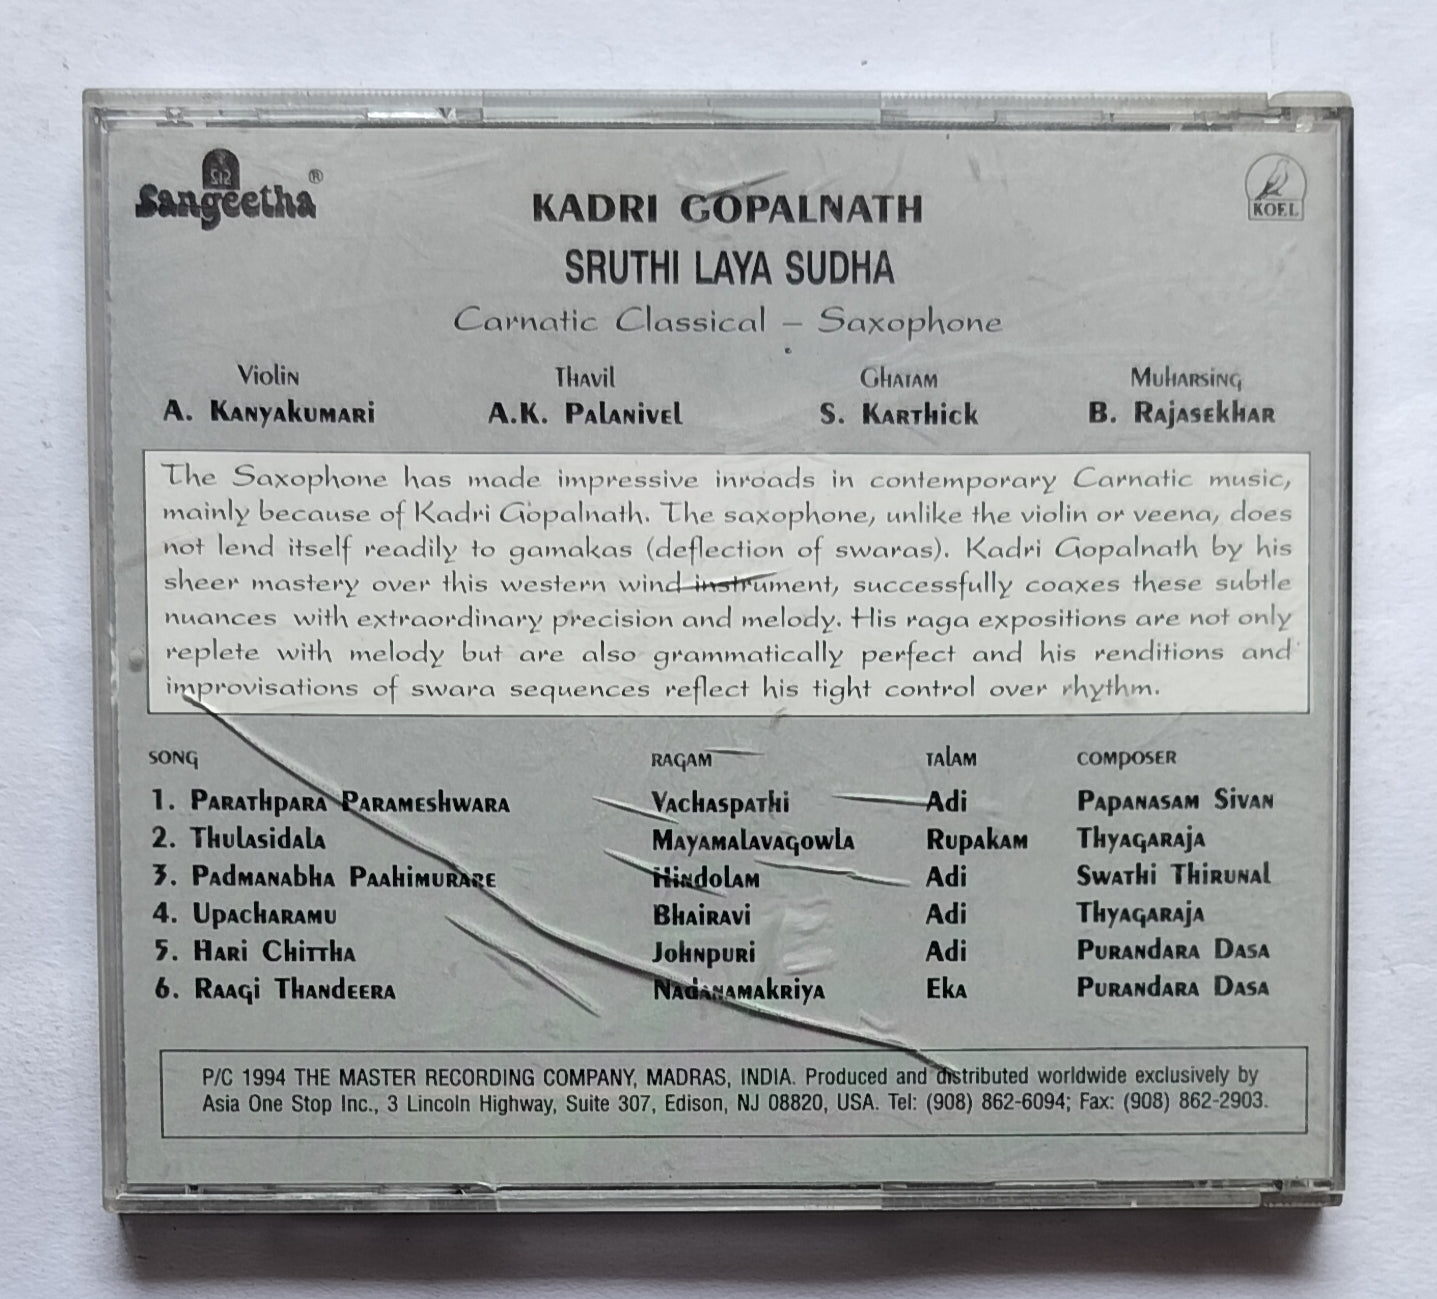 Sangeetha®
KOEL
KADRI GOPALNATH
SRUTHI LAYA SUDHA
Carnatic Classical – Saxophone
Violin Thavil Ghatam Muharsing
A. Kanyakumari A.K. Palanivel S. Karthick B. Rajasekhar
The Saxophone has made impressive inroads in contemporary Carnatic music,
mainly because of Kadri Gopalnath. The saxophone, unlike the violin or veena, does
not lend itself readily to gamakas (deflection of swaras). Kadri Gopalnath by his
sheer mastery over this western wind instrument, successfully coaxes these subtle
nuances with extraordinary precision and melody. His raga expositions are not only
replete with melody but are also grammatically perfect and his renditions and
improvisations of swara sequences reflect his tight control over rhythm.
SONG RAGAM TALAM COMPOSER
1. Parathpara Parameshwara Vachaspathi Adi Papanasam Sivan
2. Thulasidala Mayamalavagowla Rupakam Thyagaraja
3. Padmanabha Paahimurare Hindolam Adi Swathi Thirunal
4. Upacharamu Bhairavi Adi Thyagaraja
5. Hari Chittha Johnpuri Adi Purandara Dasa
6. Raagi Thandeera Nadanamakriya Eka Purandara Dasa
P/C 1994 THE MASTER RECORDING COMPANY, MADRAS, INDIA. Produced and distributed worldwide exclusively by
Asia One Stop Inc., 3 Lincoln Highway, Suite 307, Edison, NJ 08820, USA. Tel: (908) 862-6094; Fax: (908) 862-2903.